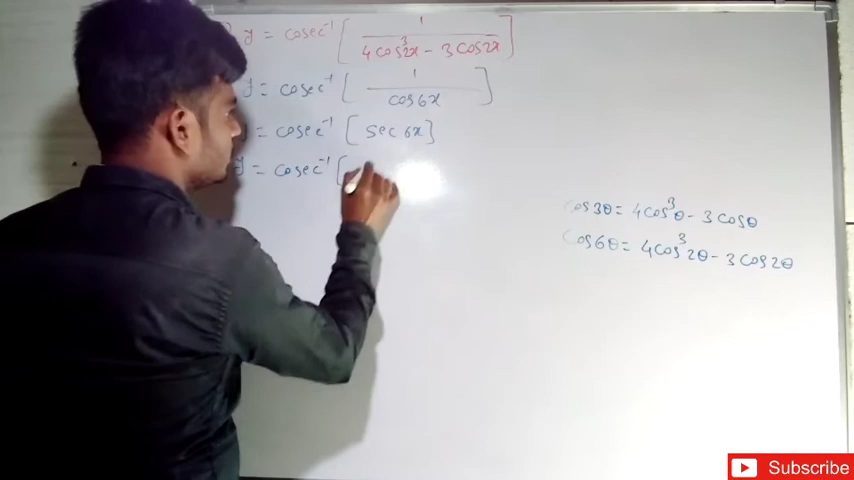 y = cosec⁻¹ [ 1 / 4cos³2x - 3cos2x ]
y = cosec⁻¹ [ 1 / cos6x ]
= cosec⁻¹ [ sec6x ]
y = cosec⁻¹ [
cos3θ = 4cos³θ - 3cosθ
cos6θ = 4cos³2θ - 3cos2θ
Subscribe